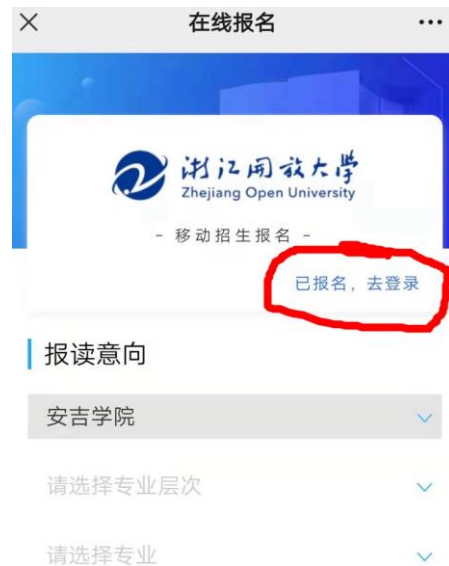 在线报名
浙江开放大学
Zhejiang Open University
- 移动招生报名 -
已报名，去登录
报读意向
安吉学院
请选择专业层次
请选择专业